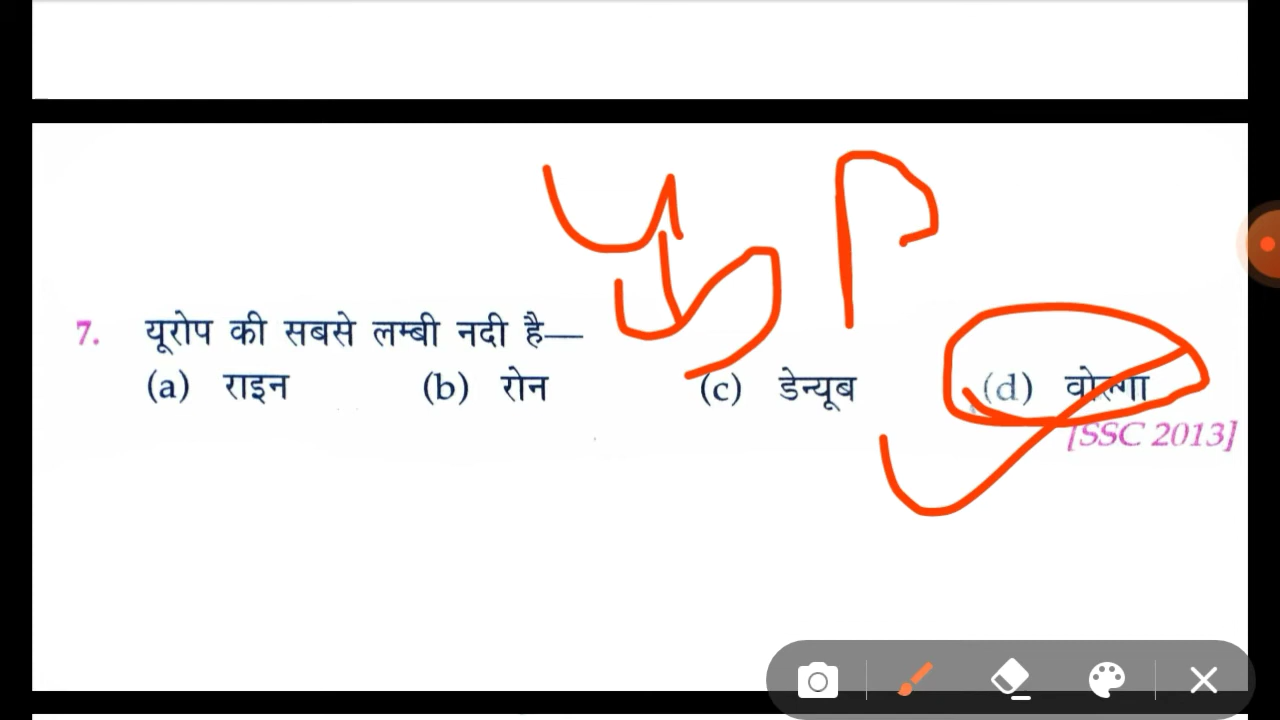 7. यूरोप की सबसे लम्बी नदी है—
(a) राइन (b) रोन (c) डेन्यूब (d) वोल्गा
[SSC 2013]